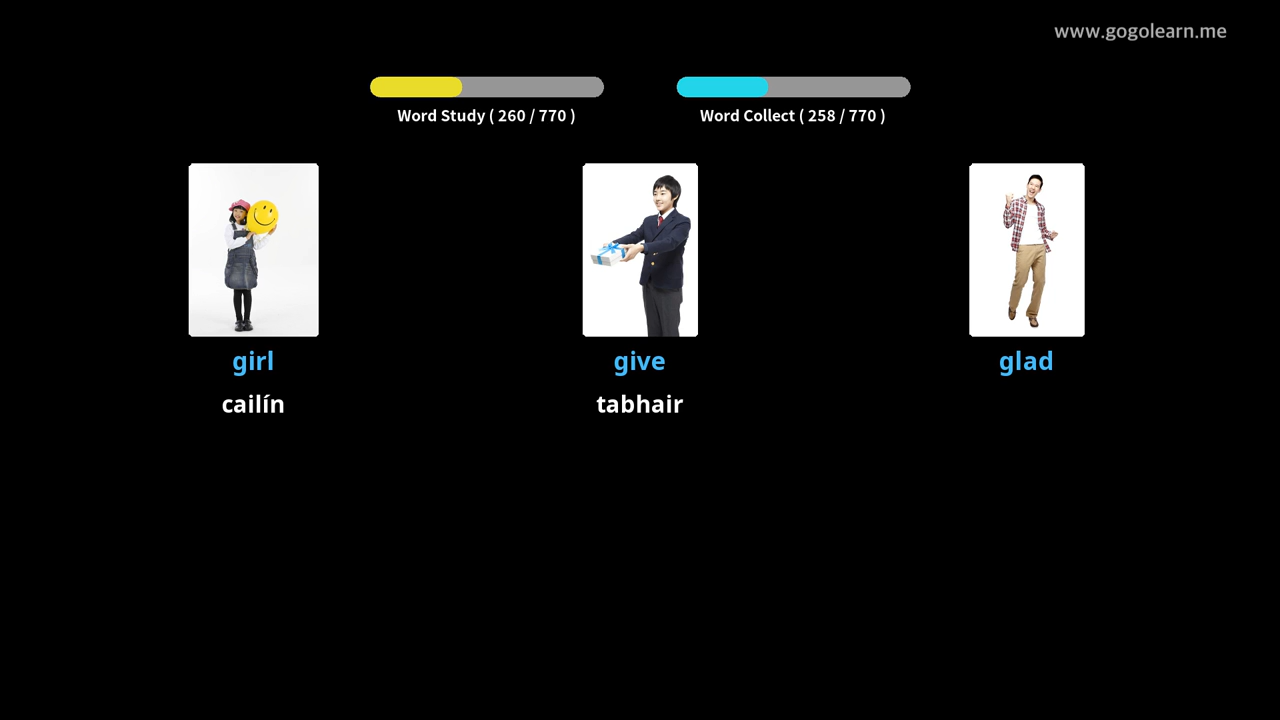 www.gogolearn.me
Word Study ( 260 / 770 )
Word Collect ( 258 / 770 )
girl
give
glad
cailín
tabhair